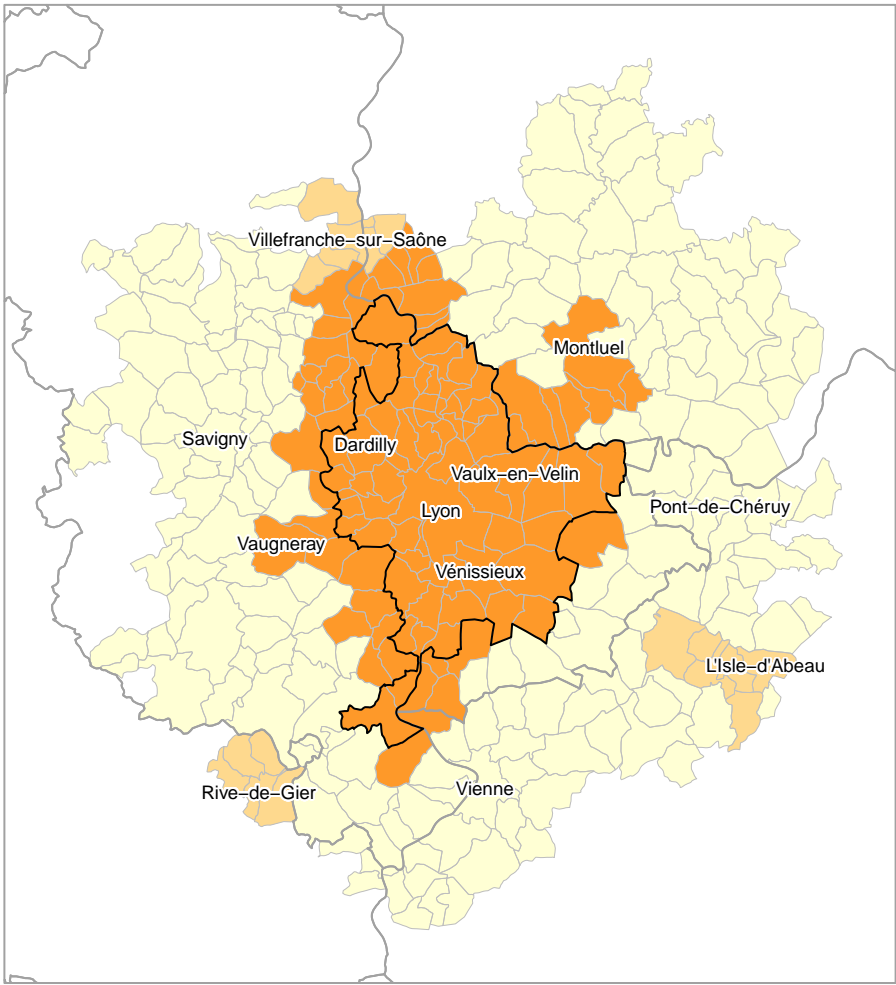 Villefranche−sur−Saône
Montluel
Savigny
Dardilly
Vaulx−en−Velin
Pont−de−Chéruy
Lyon
Vaugneray
Vénissieux
L'Isle−d'Abeau
Rive−de−Gier
Vienne